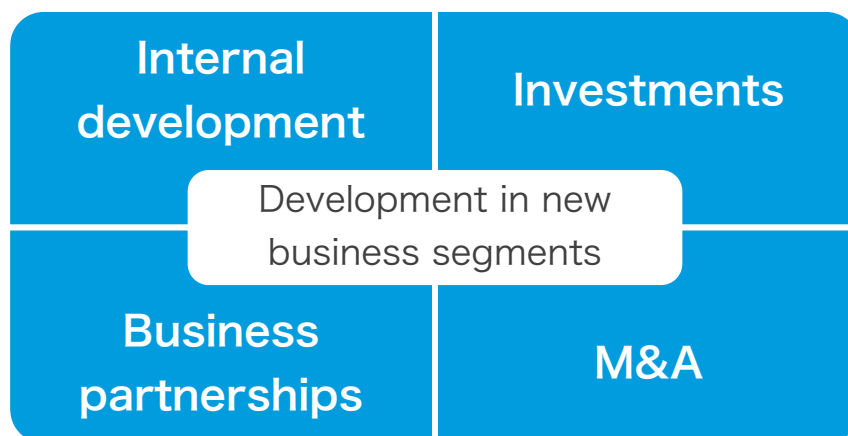 Internal
development
Investments
Development in new
business segments
Business
partnerships
M&A